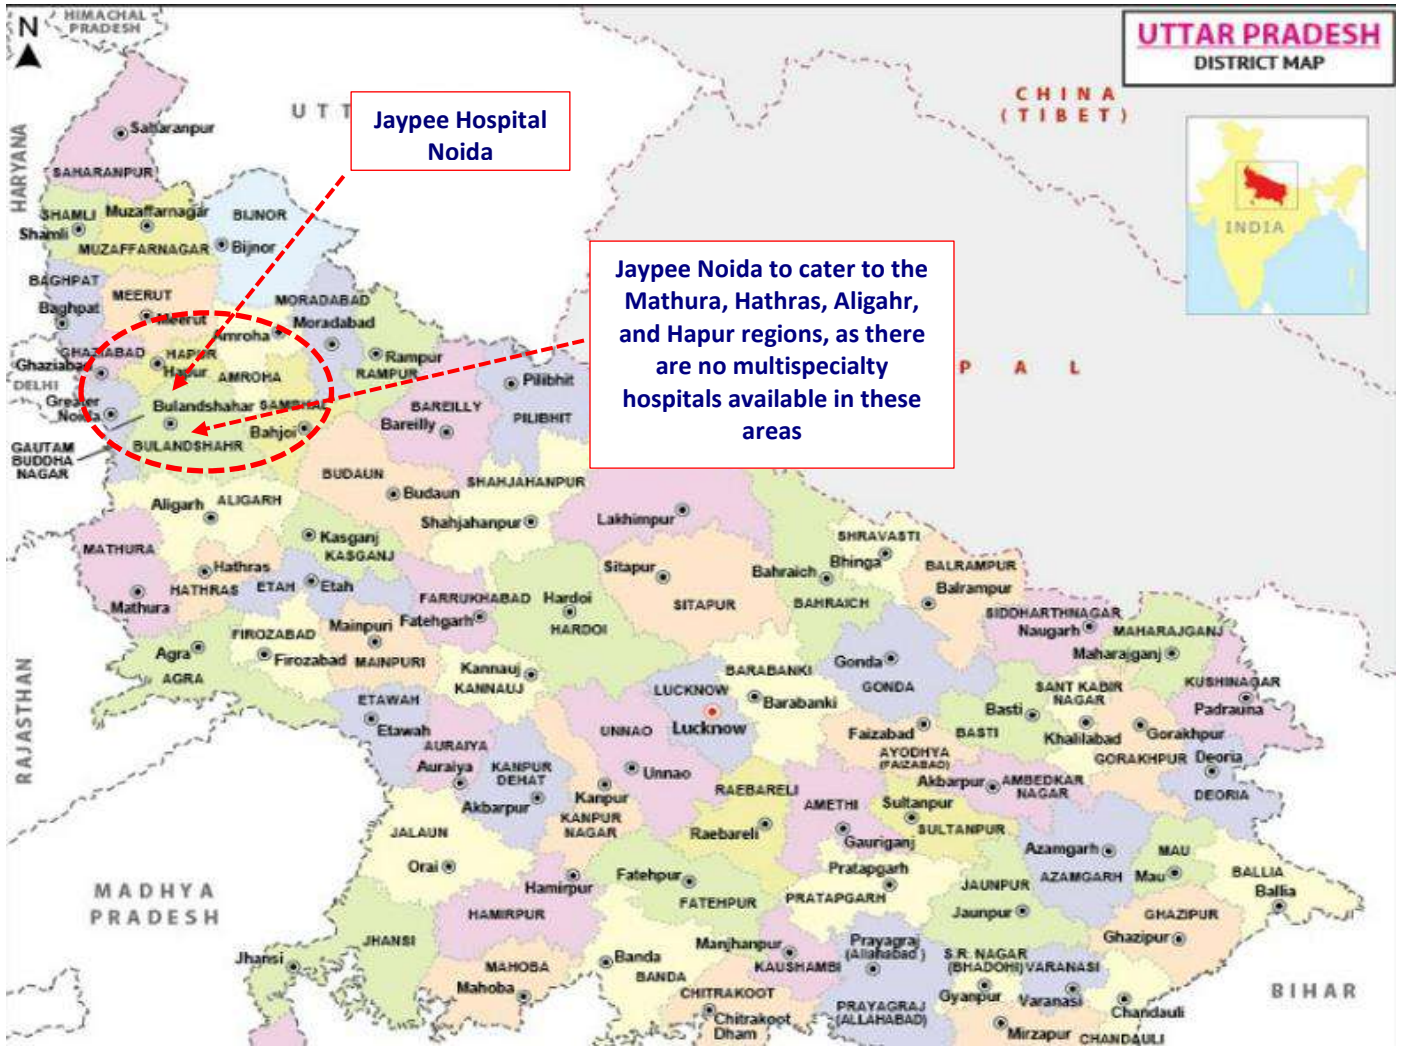 N
HIMACHAL
PRADESH
UTTAR PRADESH
DISTRICT MAP
CHINA
(TIBET)
INDIA
UTT
Jaypee Hospital
Noida
HARYANA
Saharanpur
SAHARANPUR
SHAMLI
Muzaffarnagar
BIJNOR
Shamli
MUZAFFARNAGAR
Bijnor
Jaypee Noida to cater to the
Mathura, Hathras, Aligahr,
and Hapur regions, as there
are no multispecialty
hospitals available in these
areas
P A L
BAGHPAT
MEERUT
MORADABAD
Baghpat
Meerut
Amroha
Moradabad
GHAZIABAD
HAPUR
Rampur
Ghaziabad
Hapur
AMROHA
RAMPUR
DELHI
Pilibhit
Greater
Noida
Bulandshahar
SAMBHAL
BAREILLY
PILIBHIT
Bareilly
Bahjoi
BULANDSHAHR
GAUTAM
BUDDHA
NAGAR
BUDAUN
Budaun
SHAHJAHANPUR
Aligarh
ALIGARH
Shahjahanpur
Lakhimpur
Kasganj
KASGANJ
MATHURA
Hathras
HATHRAS
ETAH
Etah
Mathura
FARRUKHABAD
Hardoi
Sitapur
SITAPUR
SHRAVASTI
Bhinga
Bahraich
BALRAMPUR
Balrampur
BAHRAICH
SIDDHARTHNAGAR
Naugarh
MAHARAJGANJ
Maharajganj
FIROZABAD
Mainpuri
Fatehgarh
HARDOI
Agra
Firozabad
MAINPURI
AGRA
Kannauj
KANNAUJ
BARABANKI
Gonda
GONDA
LUCKNOW
Barabanki
Lucknow
SANT KABIR
NAGAR
KUSHINAGAR
Padrauna
RAJASTHAN
ETAWAH
Etawah
UNNAO
Faizabad
Basti
BASTI
Khalilabad
Gorakhpur
AYODHYA
(FAIZABAD)
GORAKHPUR
Deoria
DEORIA
AURAIYA
Auraiya
KANPUR
DEHAT
Unnao
Akbarpur
Kanpur
KANPUR
NAGAR
RAEBARELI
Raebareli
AMETHI
Sultanpur
Akbarpur
AMBEDKAR
NAGAR
SULTANPUR
Gauriganj
JALAUN
Orai
Azamgarh
AZAMGARH
MAU
Mau
BALLIA
Ballia
MADHYA
PRADESH
Hamirpur
Fatehpur
FATEHPUR
Pratapgarh
PRATAPGARH
JAUNPUR
Jaunpur
HAMIRPUR
GHAZIPUR
Ghazipur
JHANSI
Jhansi
Manjhanpur
Prayagraj
(Allahabad )
S.R. NAGAR
(BHADOHI)
VARANASI
MAHOBA
Mahoba
Banda
BANDA
KAUSHAMBI
CHITRAKOOT
Chitrakoot
Dham
PRAYAGRAJ
(ALLAHABAD)
Gyanpur
Varanasi
Chandauli
Mirzapur
CHANDAULI
BIHAR